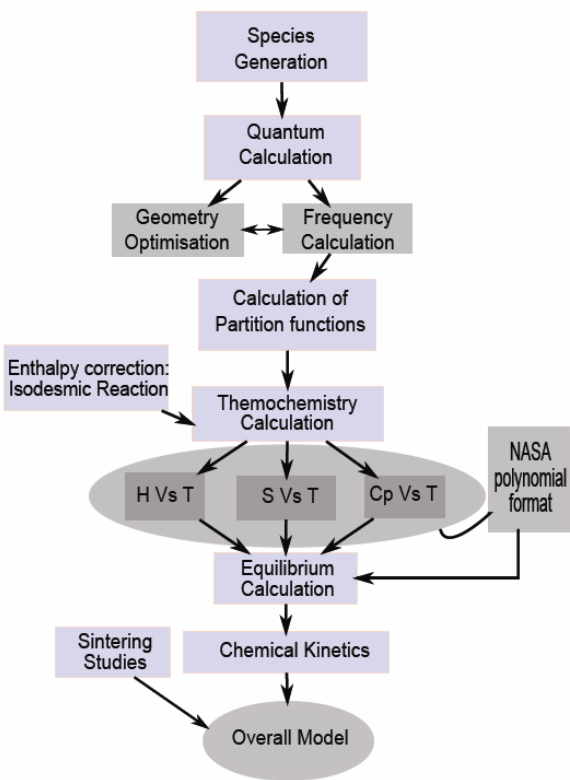 Species
Generation
Quantum
Calculation
Geometry
Optimisation
Frequency
Calculation
Calculation of
Partition functions
Enthalpy correction:
Isodesmic Reaction
Themochemistry
Calculation
NASA
polynomial
format
H Vs T
S Vs T
Cp Vs T
Equilibrium
Calculation
Sintering
Studies
Chemical Kinetics
Overall Model